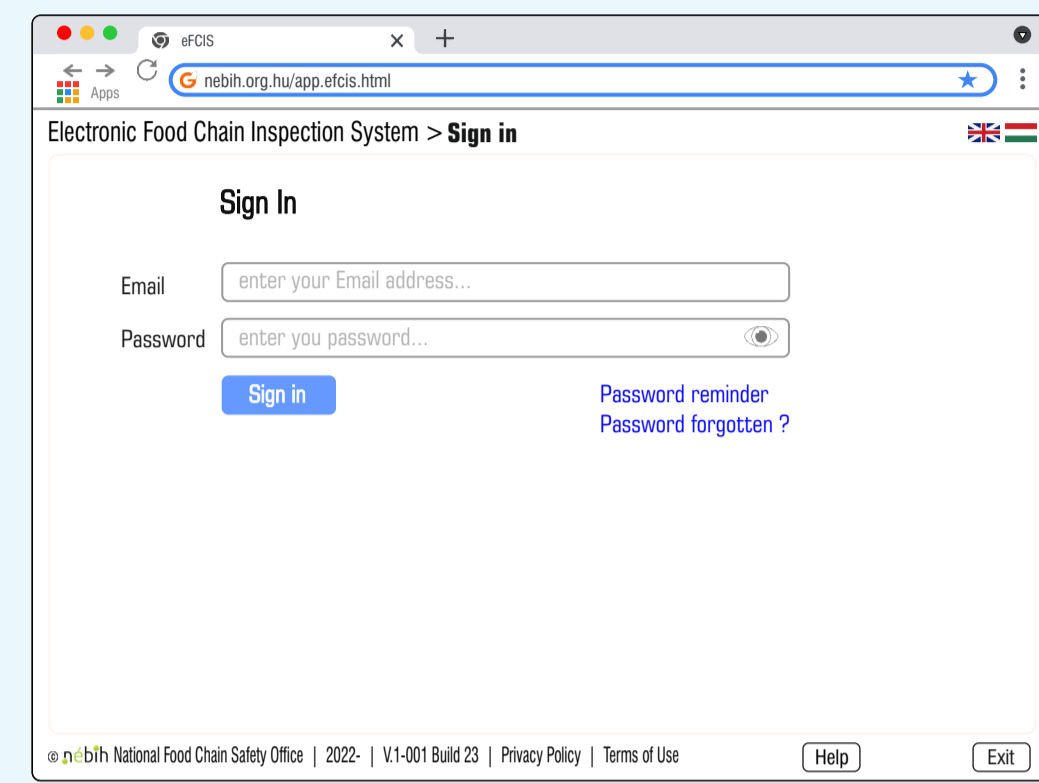 eFCIS
Apps
nebih.org.hu/app.efcis.html
Electronic Food Chain Inspection System > Sign in
Sign In
Email enter your Email address...
Password enter you password...
Sign in
Password reminder
Password forgotten ?
© nébih National Food Chain Safety Office | 2022- | V.1-001 Build 23 | Privacy Policy | Terms of Use Help Exit